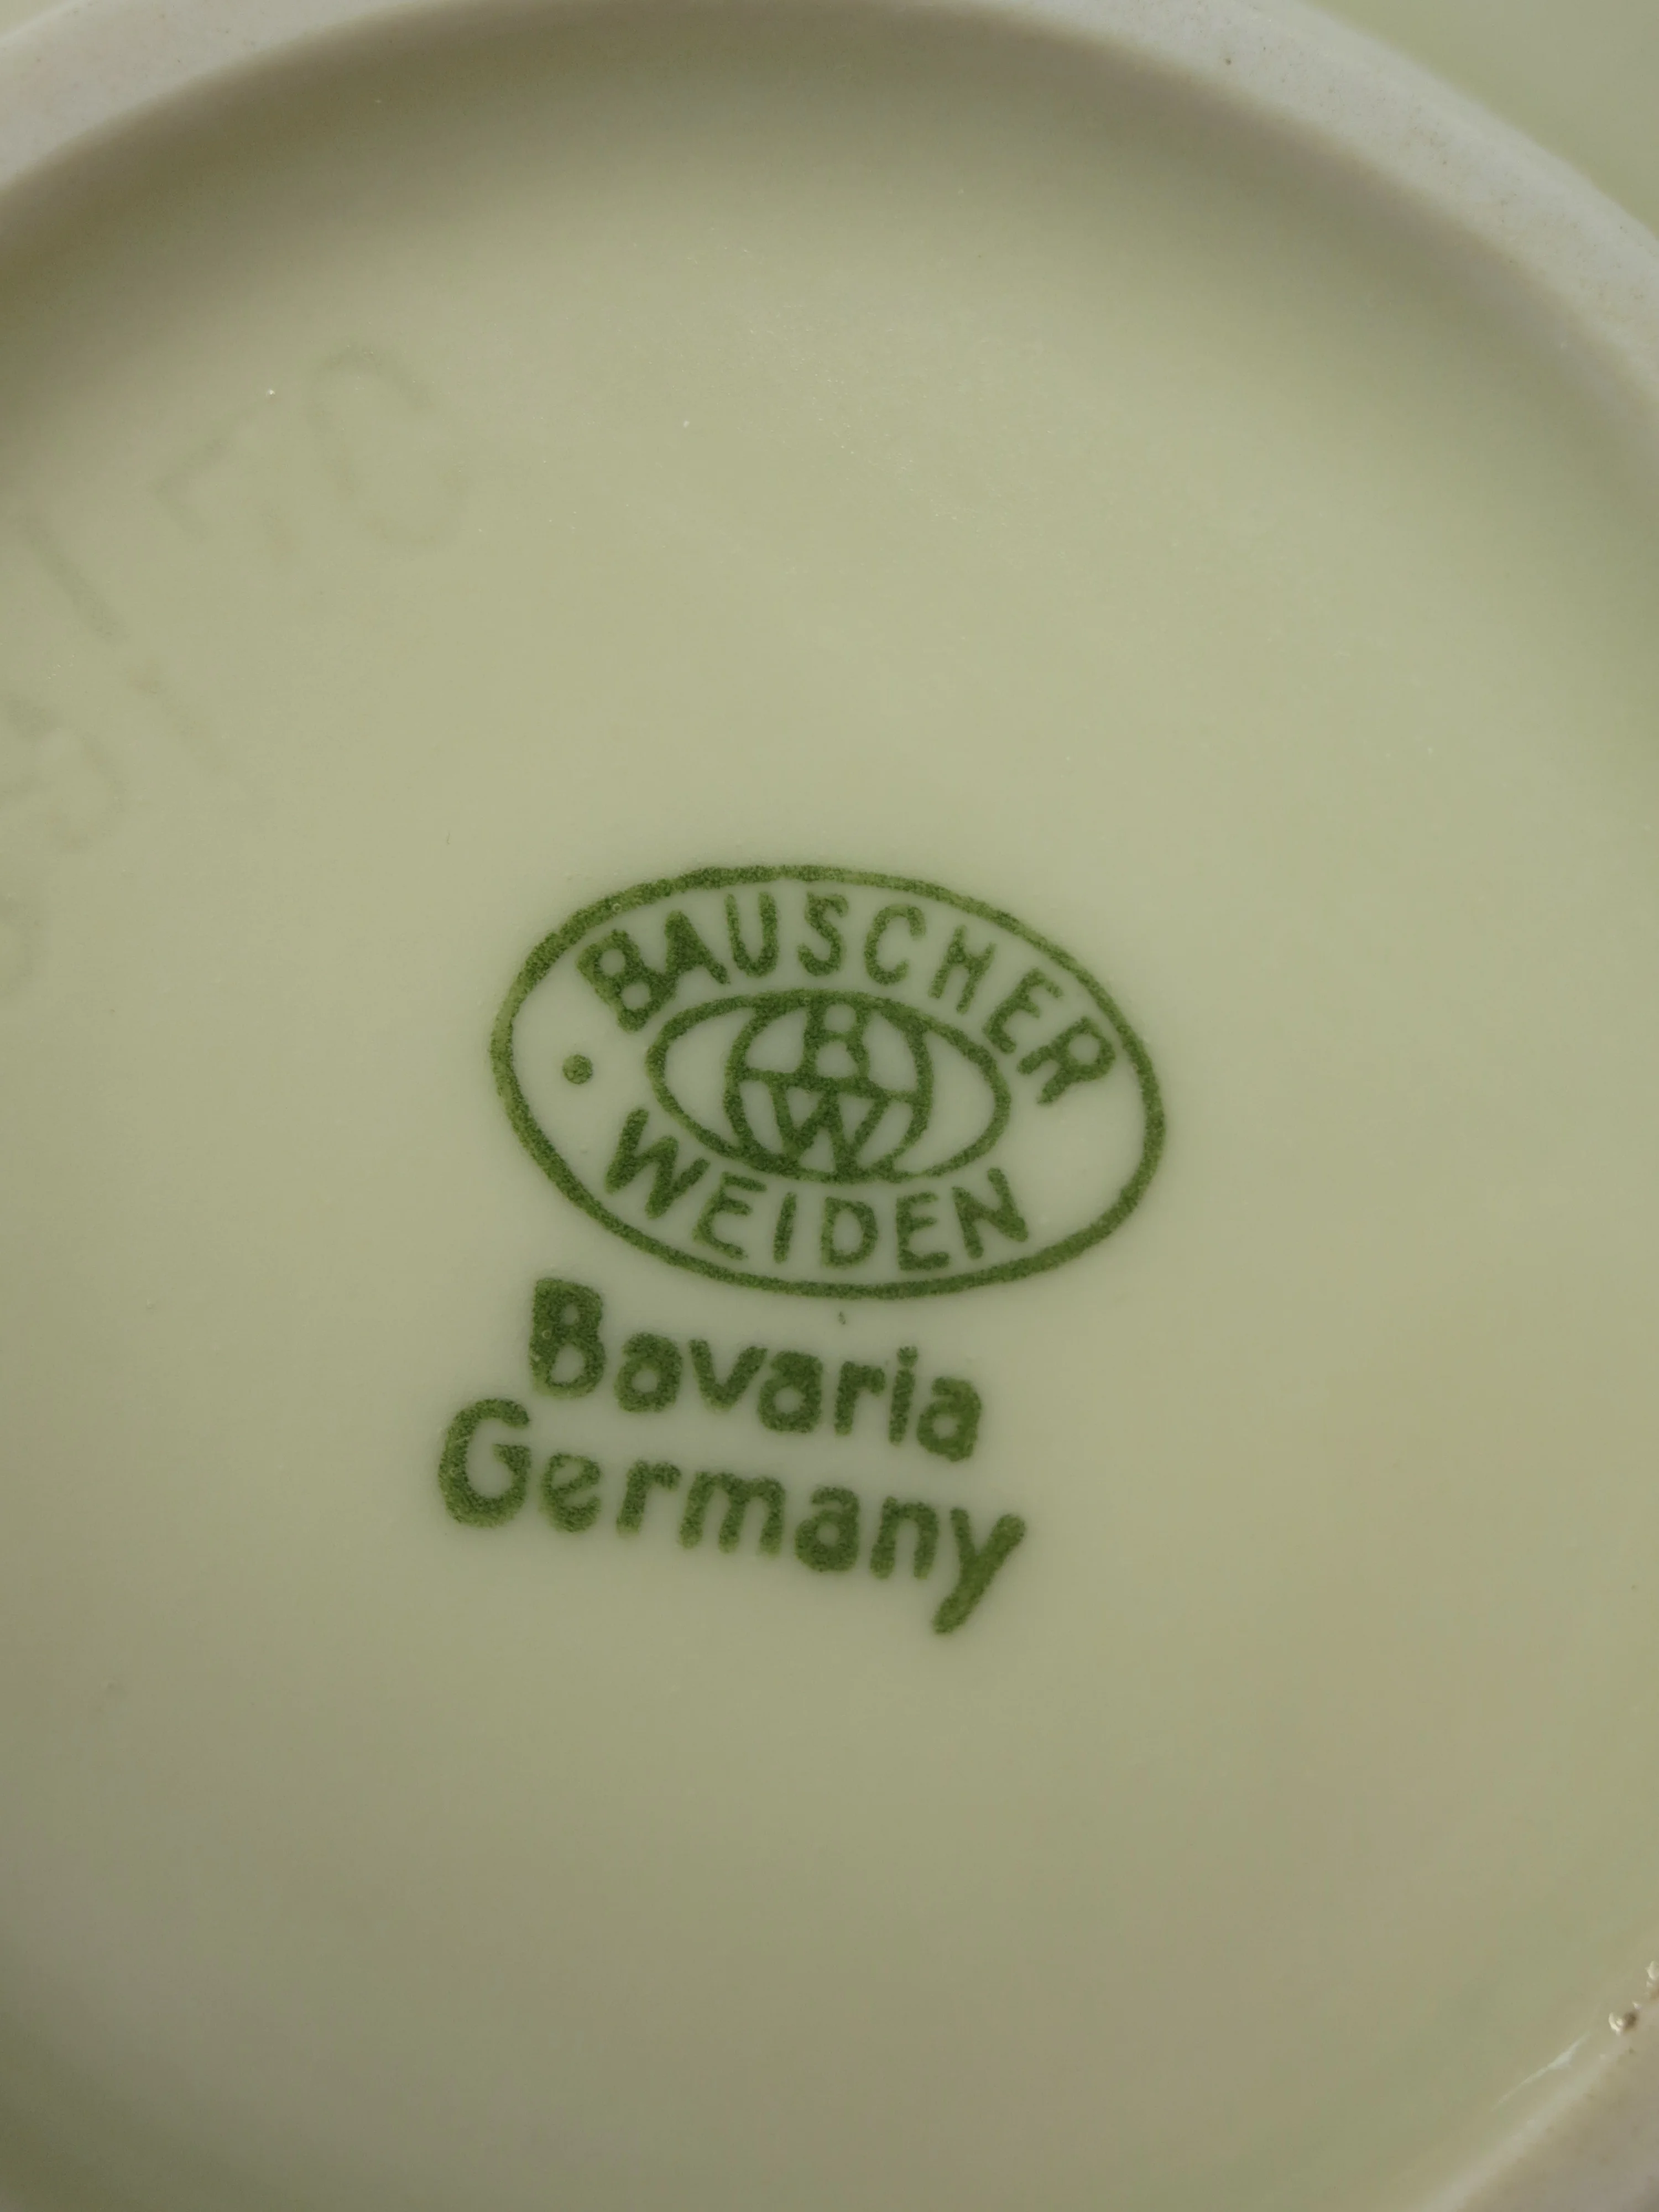 BAUSCHER
B
W
WEIDEN
Bavaria
Germany